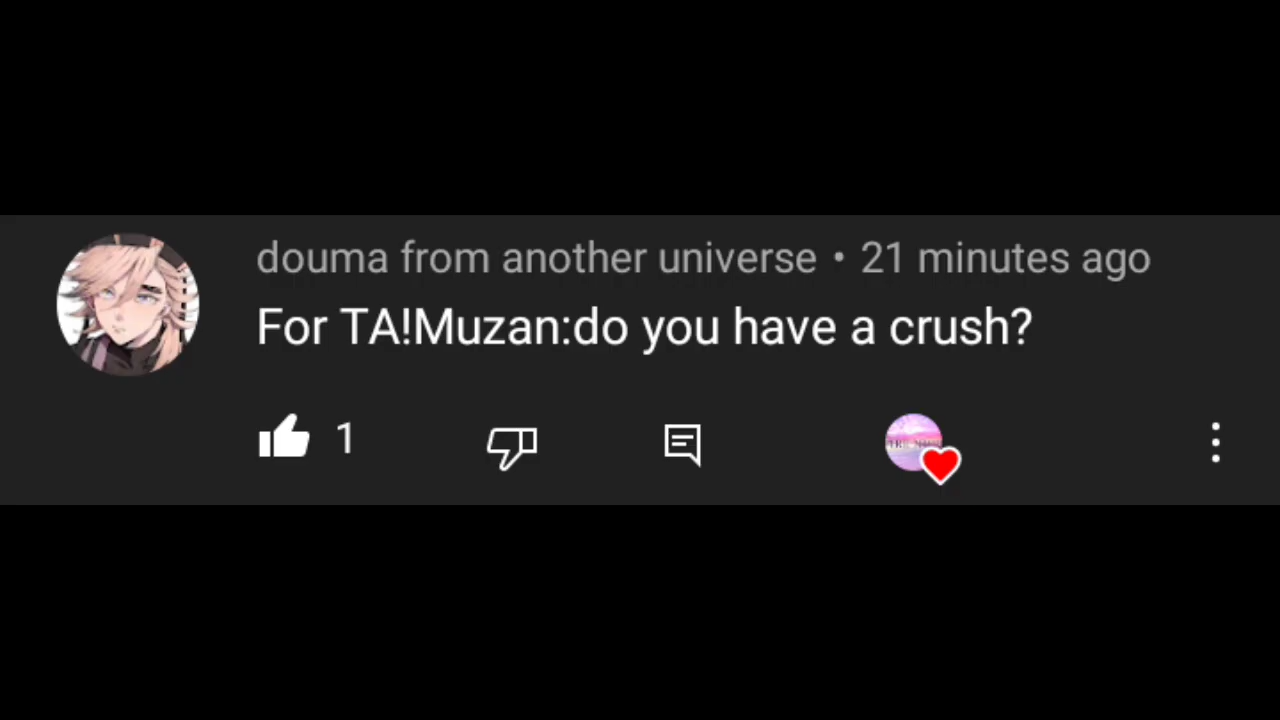 douma from another universe • 21 minutes ago
For TA!Muzan:do you have a crush?
1